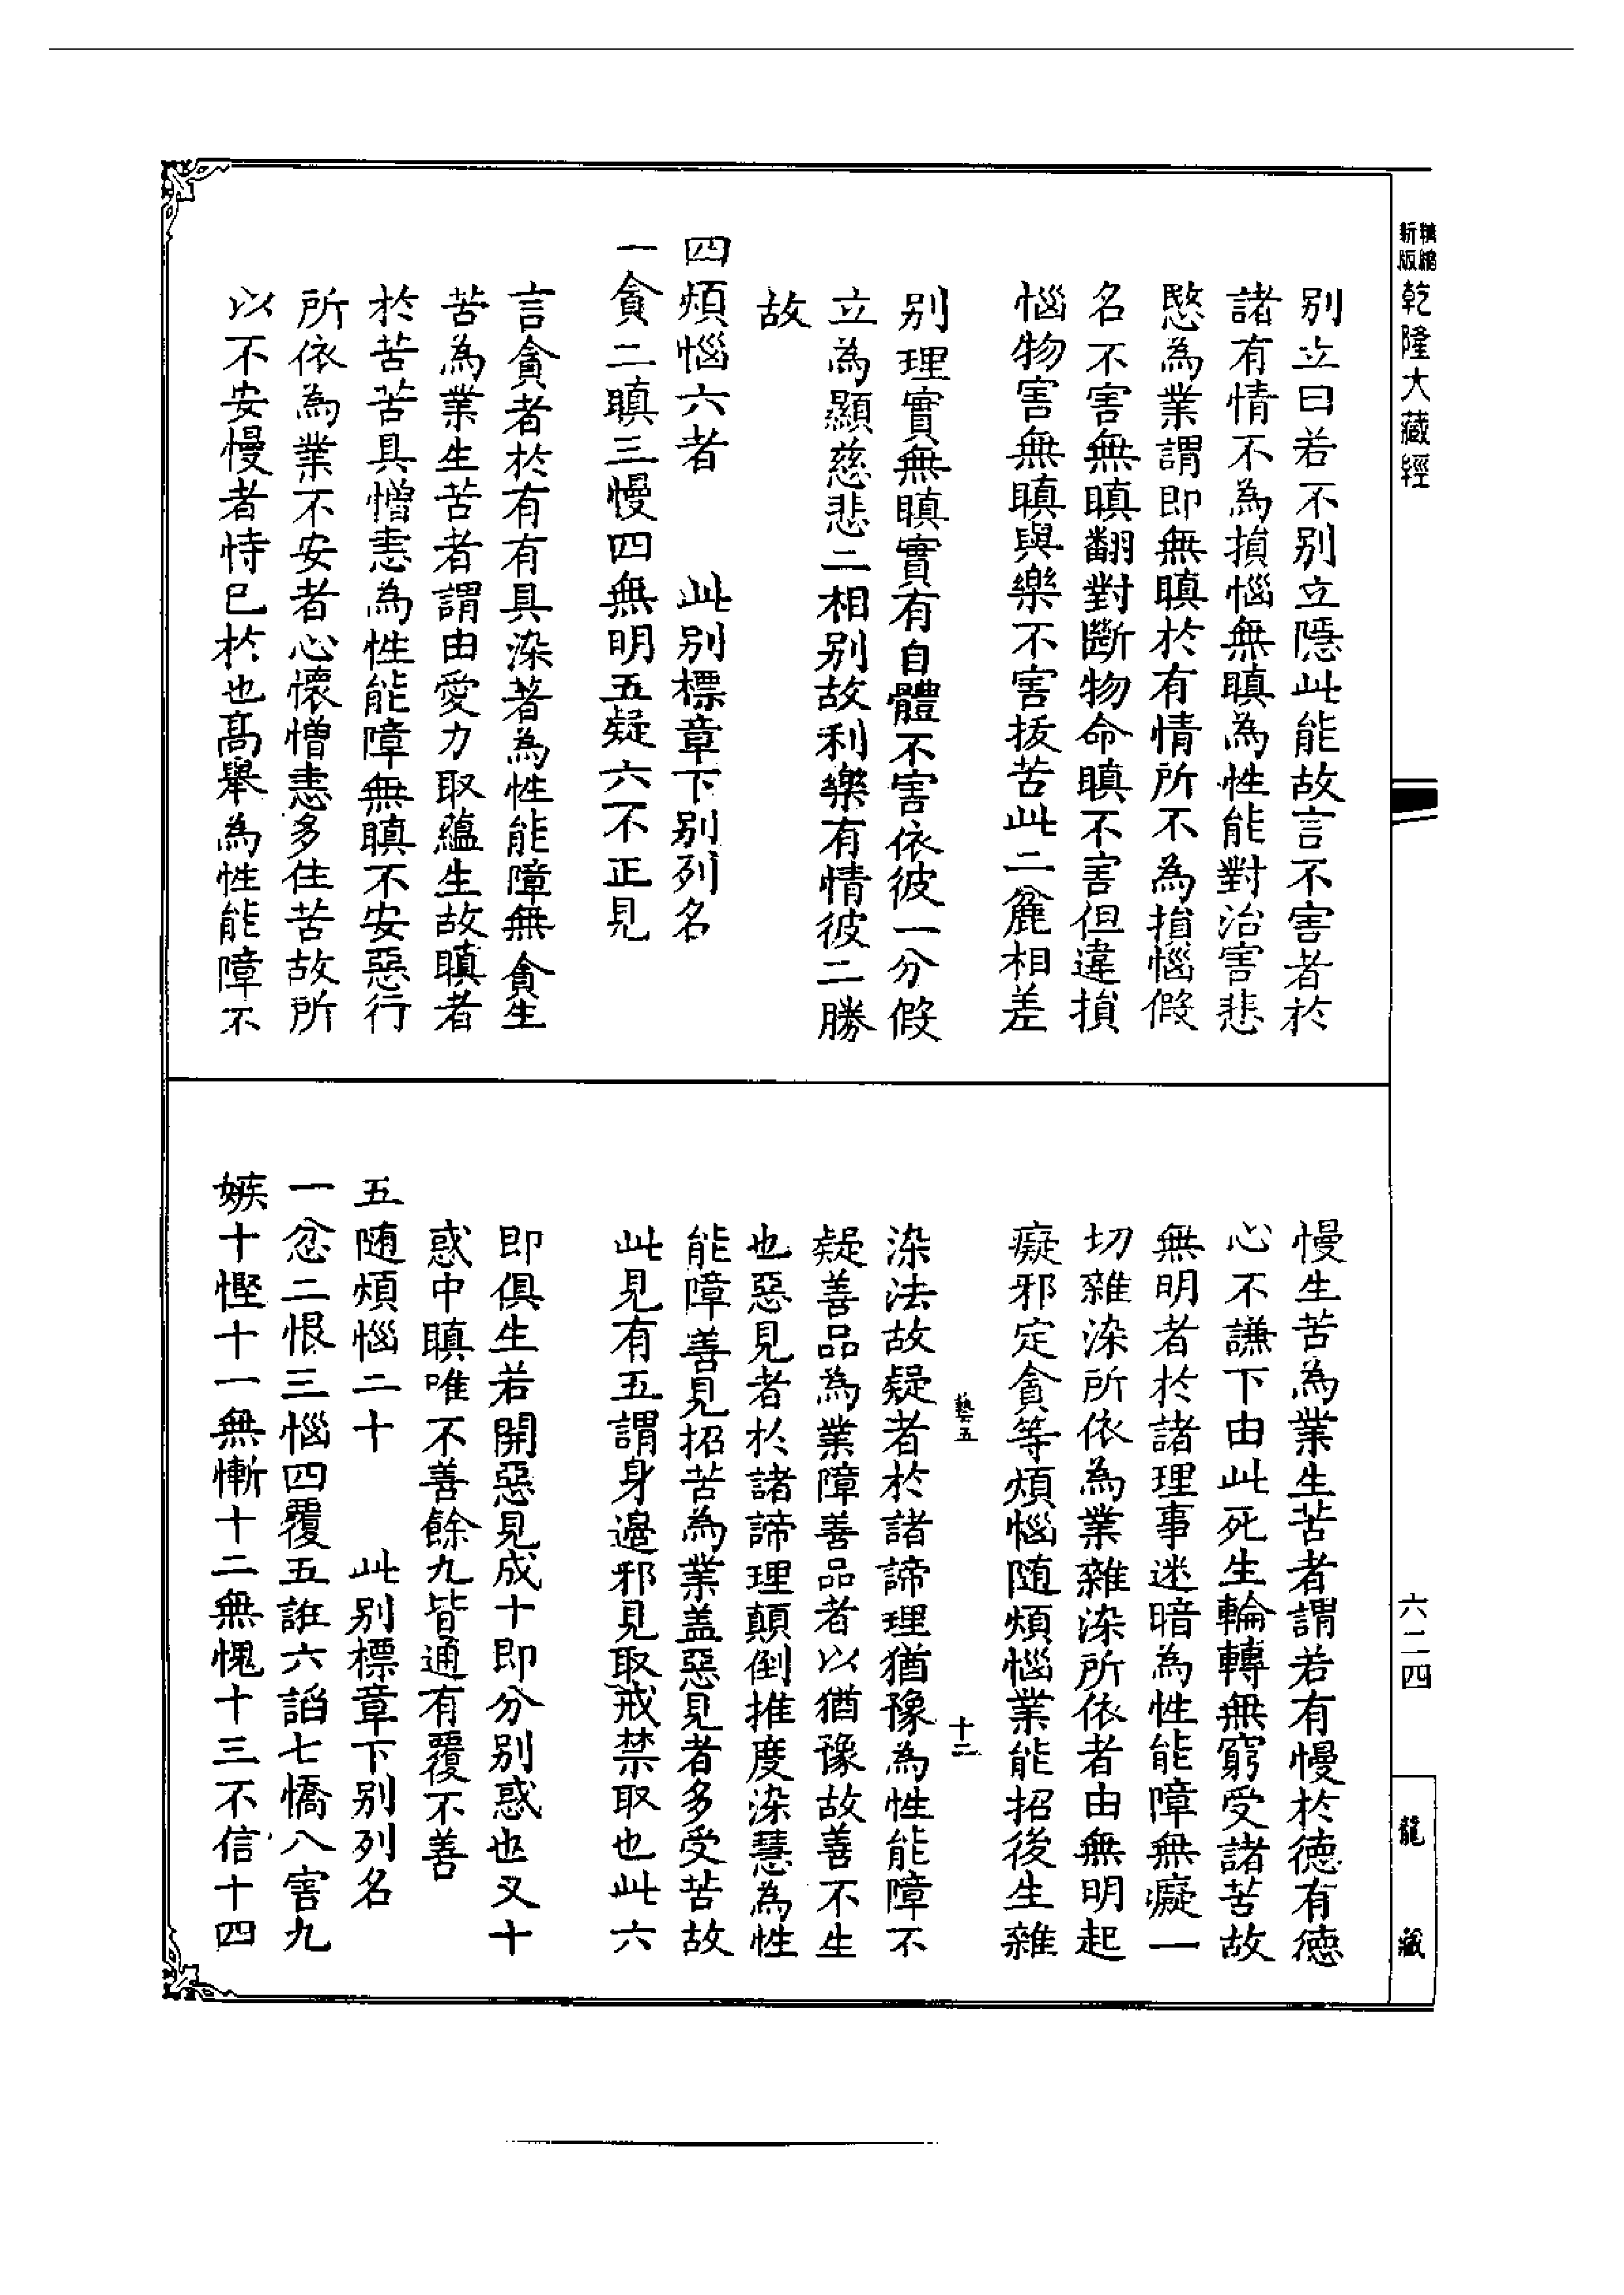 新版 精縮 乾隆大藏經
別立曰若不別立隱此能故言不害者於
諸有情不為損惱無瞋為性能對治害悲
愍為業謂即無瞋於有情所不為損惱假
名不害無瞋翻對斷物命瞋不害但違損
惱物害無瞋與樂不害拔苦此二麄相差
別理實無瞋實有自體不害依彼一分假
立為顯慈悲二相別故利樂有情彼二勝
故
四煩惱六者　此別標章下別列名
一貪二瞋三慢四無明五疑六不正見
言貪者於有有具染著為性能障無貪生
苦為業生苦者謂由愛力取蘊生故瞋者
於苦苦具憎恚為性能障無瞋不安惡行
所依為業不安者心懷憎恚多住苦故所
以不安慢者恃已於也高舉為性能障不
慢生苦為業生苦者謂若有慢於德有德
心不謙下由此死生輪轉無窮受諸苦故
無明者於諸理事迷暗為性能障無癡一
切雜染所依為業雜染所依者由無明起
癡邪定貪等煩惱随煩惱業能招後生雜
藝五　十二
染法故疑者於諸諦理猶豫為性能障不
疑善品為業障善品者以猶豫故善不生
也惡見者於諸諦理顛倒推度染慧為性
能障善見招苦為業盖惡見者多受苦故
此見有五謂身邊邪見取戒禁取也此六
即俱生若開惡見成十即分別惑也又十
惑中瞋唯不善餘九皆通有覆不善
五随煩惱二十　此別標章下別列名
一忿二恨三惱四覆五誑六諂七憍八害九
嫉十慳十一無慚十二無愧十三不信十四
六二四
龍藏